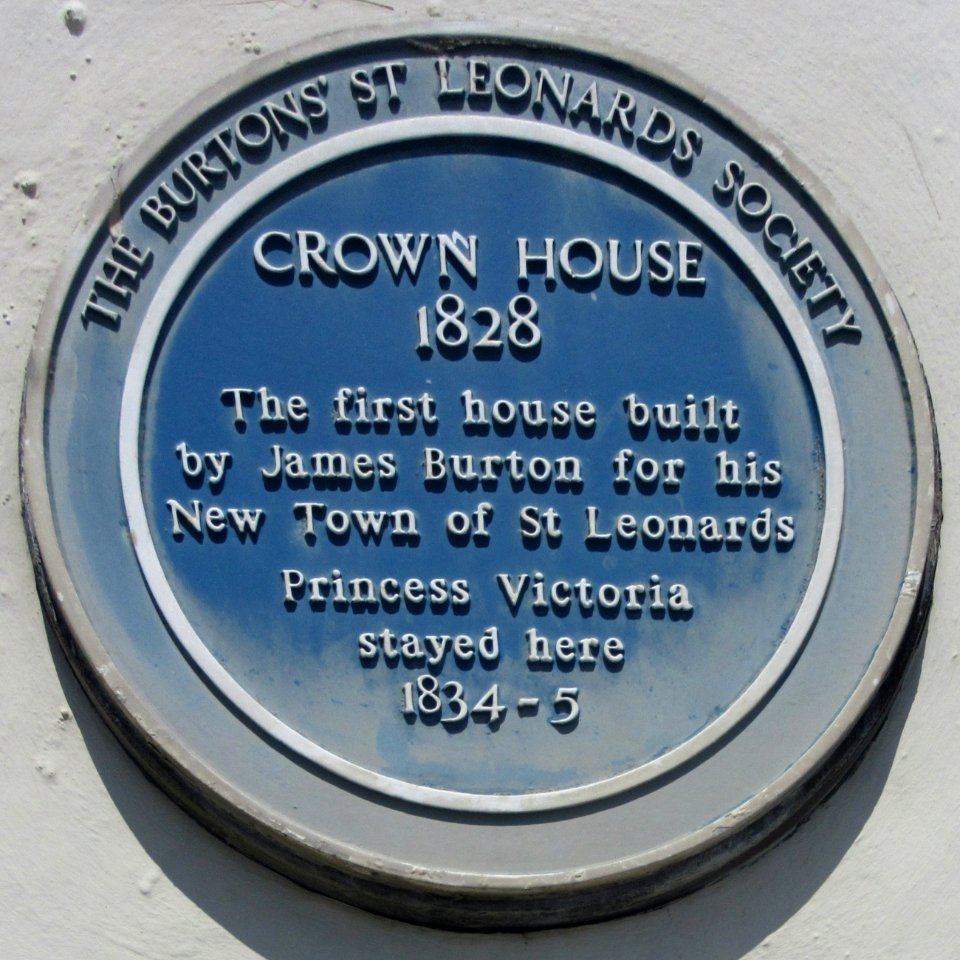 THE BURTONS' ST LEONARDS SOCIETY
CROWN HOUSE
1828
The first house built
by James Burton for his
New Town of St Leonards
Princess Victoria
stayed here
1834 - 5